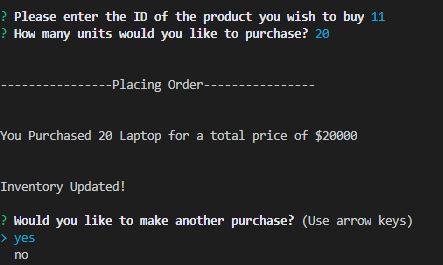 ? Please enter the ID of the product you wish to buy 11
? How many units would you like to purchase? 20
----------------Placing Order----------------
You Purchased 20 Laptop for a total price of $20000
Inventory Updated!
? Would you like to make another purchase? (Use arrow keys)
> yes
no